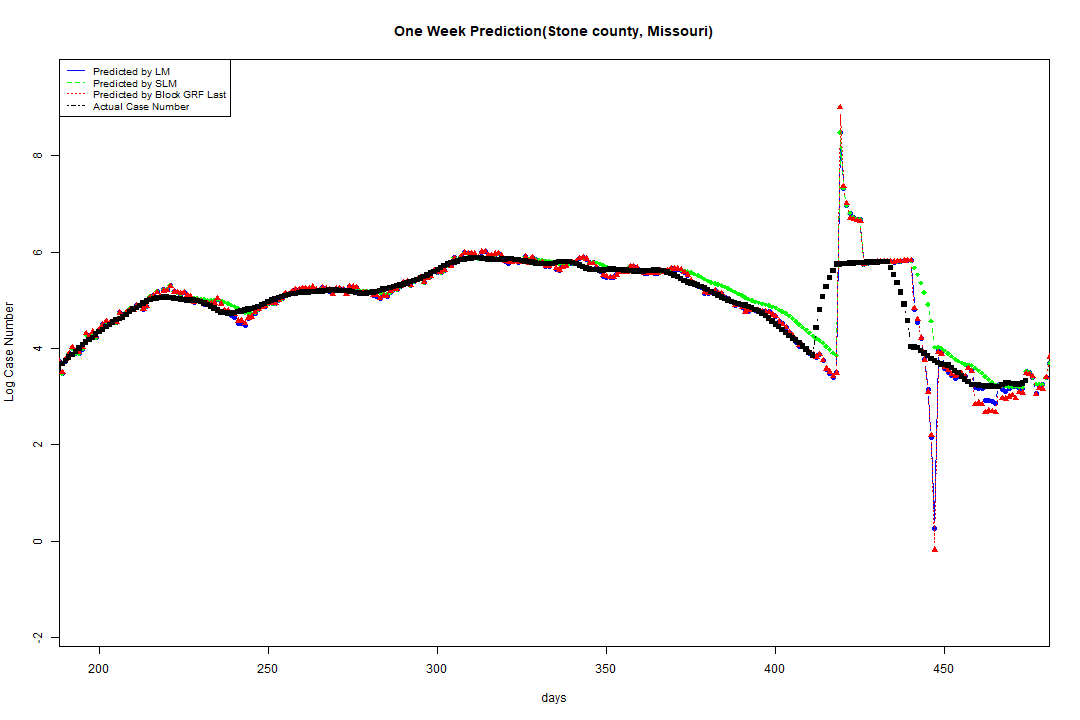 One Week Prediction(Stone county, Missouri)
Predicted by LM
Predicted by SLM
Predicted by Block GRF Last
Actual Case Number
8
6
4
2
0
-2
Log Case Number
200 250 300 350 400 450
days